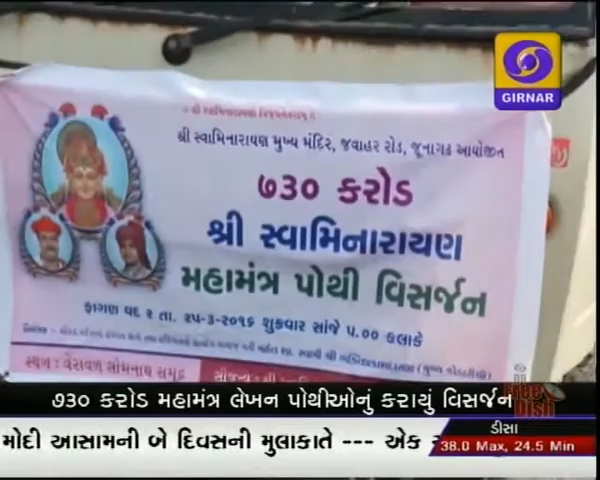 GIRNAR
શ્રી સ્વામિનારાયણ મુખ્ય મંદિર, જવાહર રોડ, જૂનાગઢ આયોજીત
૭૩૦ કરોડ
શ્રી સ્વામિનારાયણ
મહામંત્ર પોથી વિસર્જન
ફાગણ વદ ૨ તા. ૨૫-૩-૨૦૧૬ શુક્રવાર સાંજે ૫.૦૦ કલાકે
સ્થળ : વેરાવળ સોમનાથ સમુદ્ર
૭૩૦ કરોડ મહામંત્ર લેખન પોથીઓનું કરાયું વિસર્જન
Free Dish
ડીસા
મોદી આસામની બે દિવસની મુલાકાતે --- એક
38.0 Max, 24.5 Min